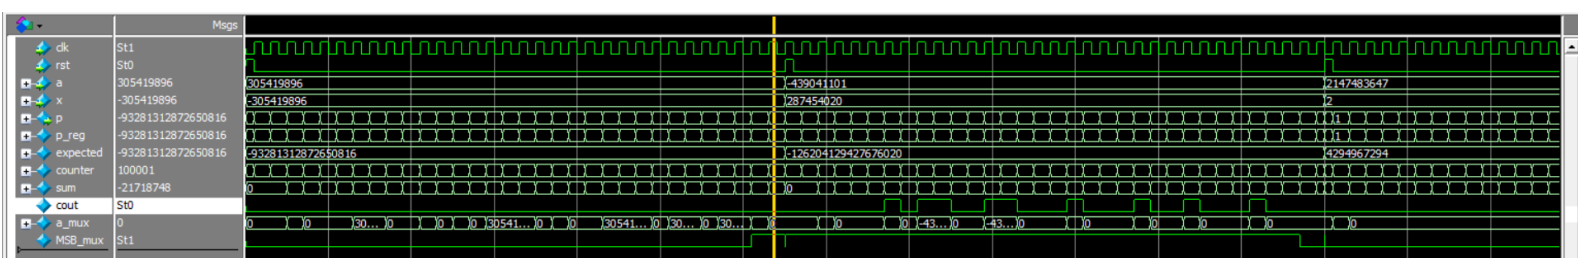 Msgs
clk St1
rst St0
a 305419896 305419896 -439041101 2147483647
x -305419896 -305419896 287454020 2
p -93281312872650816 1
p_reg -93281312872650816 1
expected -93281312872650816 -93281312872650816 -126204129427676020 4294967294
counter 100001
sum -21718748 0 0
cout St0
a_mux 0 0 0 30... 0 0 0 30541... 0 0 30541... 0 30... 0 30... 0 0 0 -43... 0 -43... 0 0 0 0 0 0
MSB_mux St1